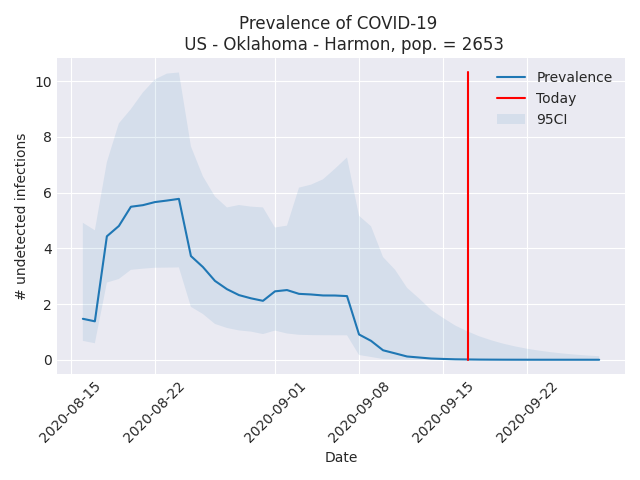 Prevalence of COVID-19
US - Oklahoma - Harmon, pop. = 2653
# undetected infections
10
8
6
4
2
0
Prevalence
Today
95CI
2020-08-15
2020-08-22
2020-09-01
2020-09-08
2020-09-15
2020-09-22
Date